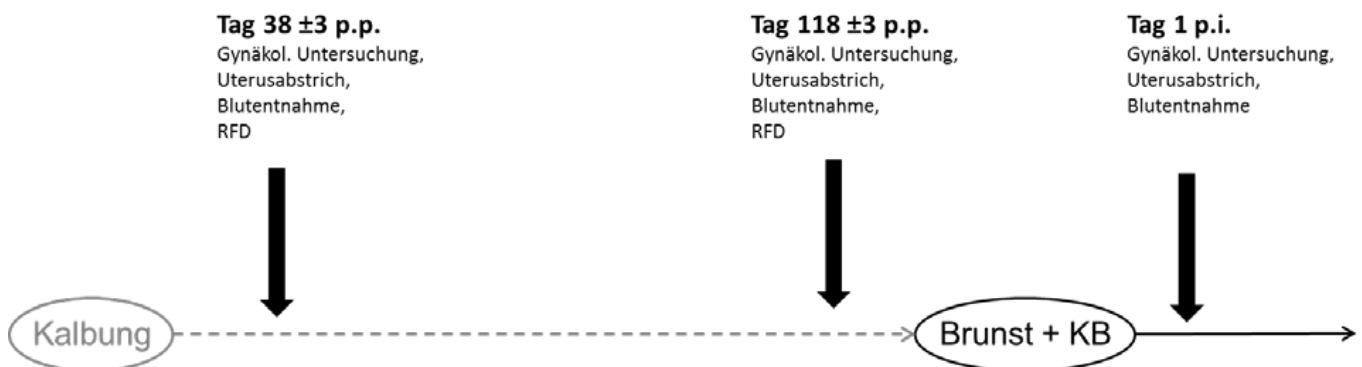 Tag 38 ±3 p.p.
Gynäkol. Untersuchung,
Uterusabstrich,
Blutentnahme,
RFD
Tag 118 ±3 p.p.
Gynäkol. Untersuchung,
Uterusabstrich,
Blutentnahme,
RFD
Tag 1 p.i.
Gynäkol. Untersuchung,
Uterusabstrich,
Blutentnahme
Kalbung
Brunst + KB